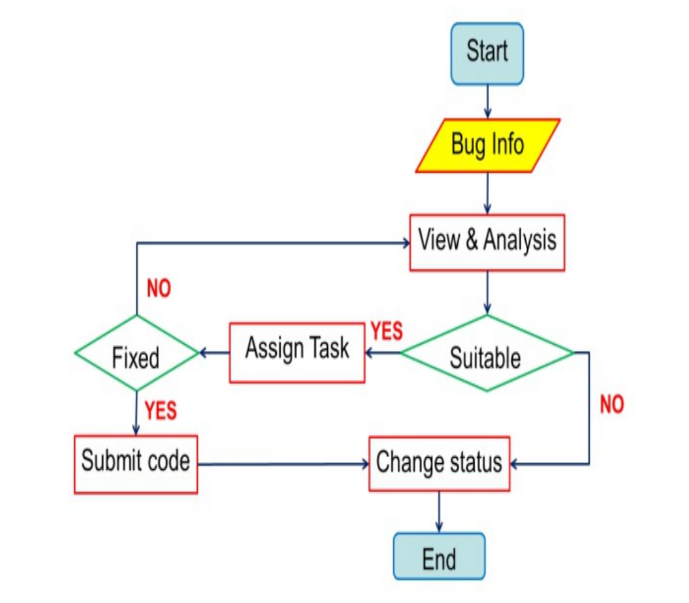 Start
Bug Info
View & Analysis
NO
YES
Assign Task
Suitable
Fixed
NO
YES
Submit code
Change status
End